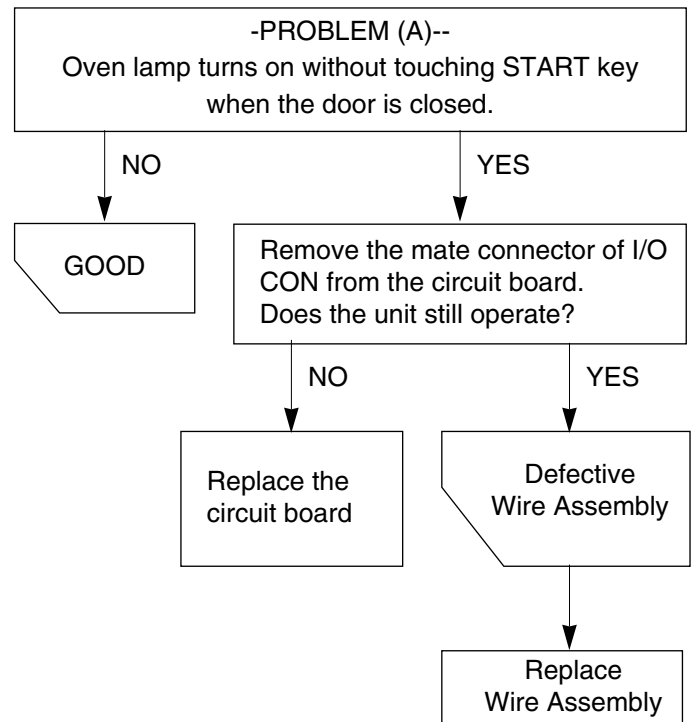 -PROBLEM (A)--
Oven lamp turns on without touching START key
when the door is closed.
NO
YES
GOOD
Remove the mate connector of I/O
CON from the circuit board.
Does the unit still operate?
NO
YES
Replace the
circuit board
Defective
Wire Assembly
Replace
Wire Assembly